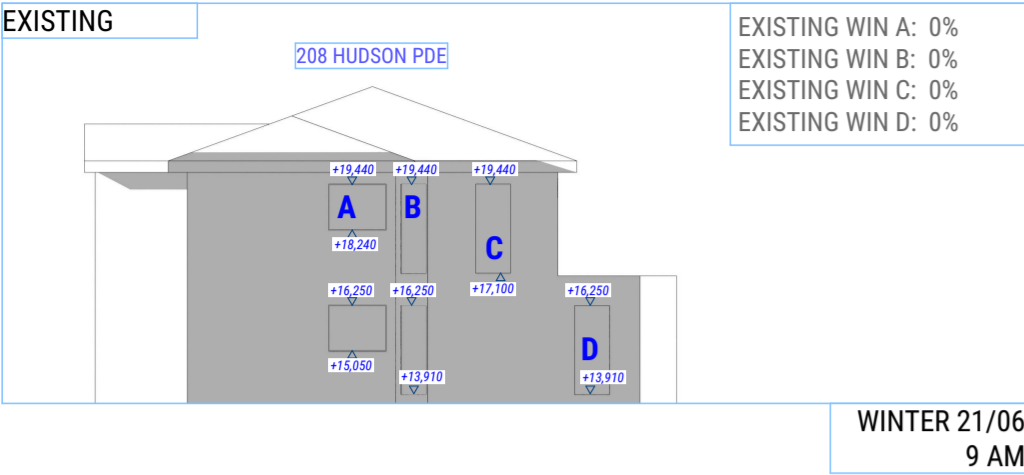 EXISTING
208 HUDSON PDE
EXISTING WIN A: 0%
EXISTING WIN B: 0%
EXISTING WIN C: 0%
EXISTING WIN D: 0%
+19,440 +19,440 +19,440
A B
C
+18,240
+17,100
+16,250 +16,250 +16,250
D
+15,050
+13,910 +13,910
WINTER 21/06
9 AM